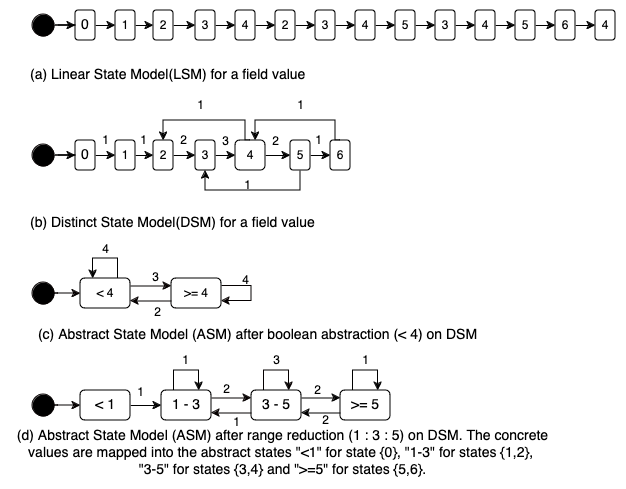 0 1 2 3 4 2 3 4 5 3 4 5 6 4
(a) Linear State Model(LSM) for a field value
1 1
1 1 2 3 2 1
0 1 2 3 4 5 6
1
(b) Distinct State Model(DSM) for a field value
4
3 4
< 4 >= 4
2
(c) Abstract State Model (ASM) after boolean abstraction (< 4) on DSM
1 3 1
1 2 2
< 1 1 - 3 3 - 5 >= 5
1 2
(d) Abstract State Model (ASM) after range reduction (1 : 3 : 5) on DSM. The concrete
values are mapped into the abstract states "<1" for state {0}, "1-3" for states {1,2},
"3-5" for states {3,4} and ">=5" for states {5,6}.